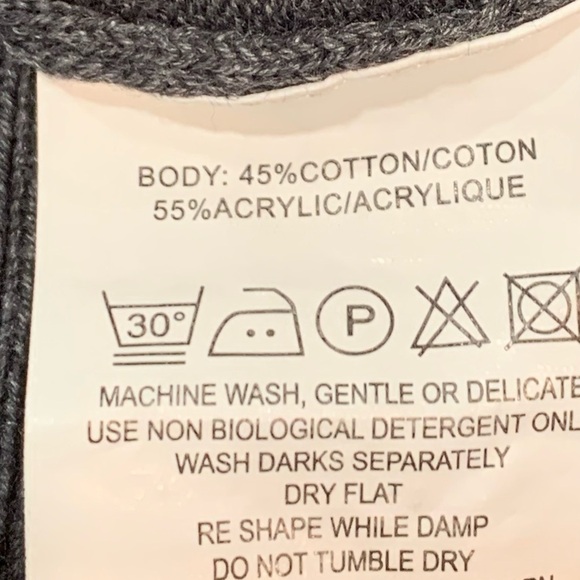 BODY: 45%COTTON/COTON
55%ACRYLIC/ACRYLIQUE
30° P
MACHINE WASH, GENTLE OR DELICATE
USE NON BIOLOGICAL DETERGENT
WASH DARKS SEPARATELY
DRY FLAT
RE SHAPE WHILE DAMP
DO NOT TUMBLE DRY